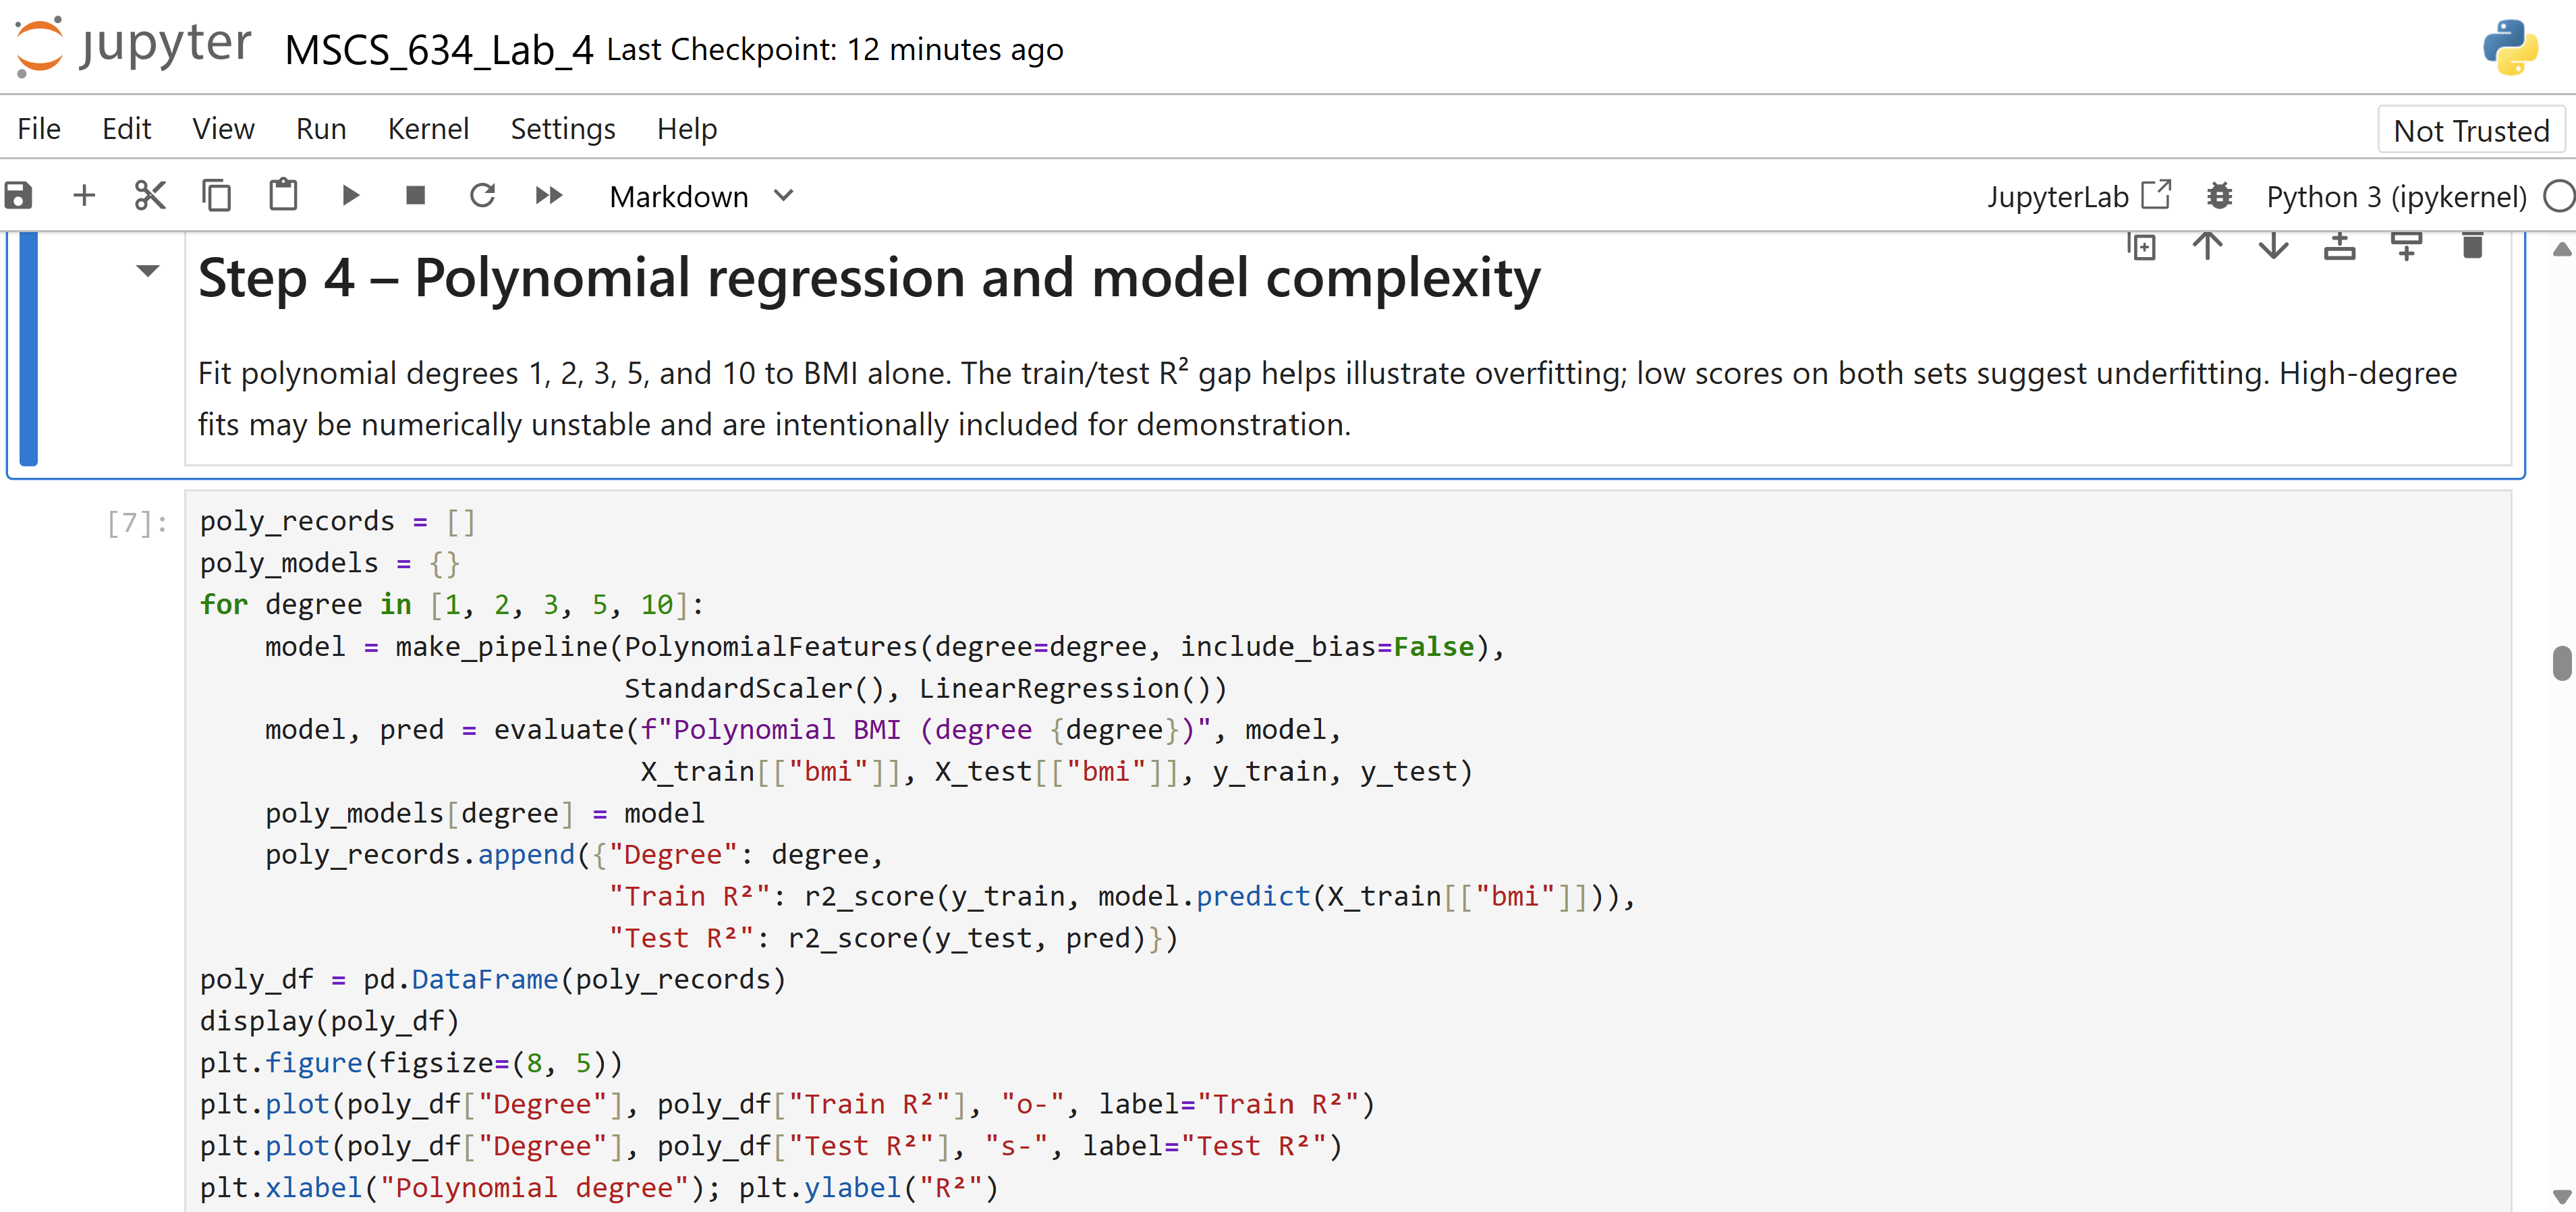 jupyter MSCS_634_Lab_4 Last Checkpoint: 12 minutes ago
File Edit View Run Kernel Settings Help Not Trusted
Markdown JupyterLab Python 3 (ipykernel)
Step 4 – Polynomial regression and model complexity
Fit polynomial degrees 1, 2, 3, 5, and 10 to BMI alone. The train/test R² gap helps illustrate overfitting; low scores on both sets suggest underfitting. High-degree
fits may be numerically unstable and are intentionally included for demonstration.
[7]: poly_records = []
poly_models = {}
for degree in [1, 2, 3, 5, 10]:
    model = make_pipeline(PolynomialFeatures(degree=degree, include_bias=False),
                          StandardScaler(), LinearRegression())
    model, pred = evaluate(f"Polynomial BMI (degree {degree})", model,
                           X_train[["bmi"]], X_test[["bmi"]], y_train, y_test)
    poly_models[degree] = model
    poly_records.append({"Degree": degree,
                         "Train R²": r2_score(y_train, model.predict(X_train[["bmi"]])),
                         "Test R²": r2_score(y_test, pred)})
poly_df = pd.DataFrame(poly_records)
display(poly_df)
plt.figure(figsize=(8, 5))
plt.plot(poly_df["Degree"], poly_df["Train R²"], "o-", label="Train R²")
plt.plot(poly_df["Degree"], poly_df["Test R²"], "s-", label="Test R²")
plt.xlabel("Polynomial degree"); plt.ylabel("R²")